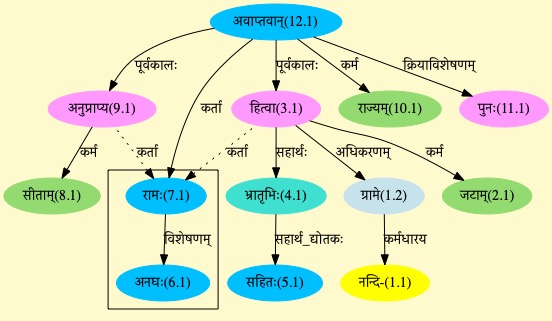 अवाप्तवान्(12.1)
पूर्वकालः
पूर्वकालः
कर्म
क्रियाविशेषणम्
अनुप्राप्य(9.1)
कर्ता
हित्वा(3.1)
राज्यम्(10.1)
पुनः(11.1)
कर्म
कर्ता
कर्ता
सहार्थः
अधिकरणम्
कर्म
सीताम्(8.1)
रामः(7.1)
भ्रातृभिः(4.1)
ग्रामे(1.2)
जटाम्(2.1)
विशेषणम्
सहार्थ_द्योतकः
कर्मधारय
अनघः(6.1)
सहितः(5.1)
नन्दि-(1.1)